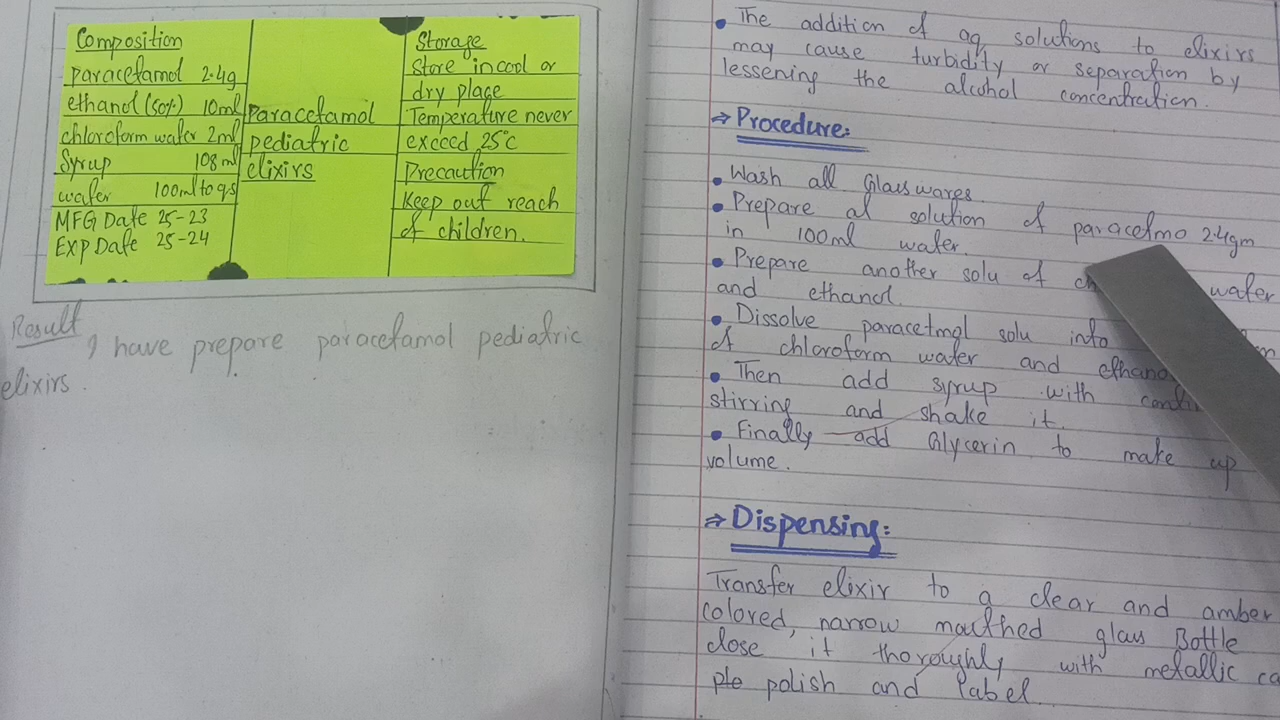 Composition
paracetamol 2.4g
ethanol (50%) 10ml
chloroform water 2ml
Syrup 108ml
water 100ml to qs
MFG Date 25-23
EXP Date 25-24
Paracetamol
pediatric
elixirs
Storage
Store in cool or
dry place
Temperature never
exceed 25°C
Precaution
Keep out reach
of children.
Result
I have prepare paracetamol pediatric
elixirs.
• The addition of aq solutions to elixirs
may cause turbidity or separation by
lessening the alcohol concentration.
⇒ Procedure:
• Wash all Glass wares.
• Prepare al solution of paracetmo 2.4gm
in 100ml water.
• Prepare another solu of water
and ethanol.
• Dissolve paracetmol solu into
of chloroform water and
• Then add syrup with
stirring and shake it.
• Finally add Glycerin to make up
volume.
⇒ Dispensing:
Transfer elixir to a clear and amber
colored, narrow mouthed glass Bottle
close it thoroughly with metallic
polish and label.